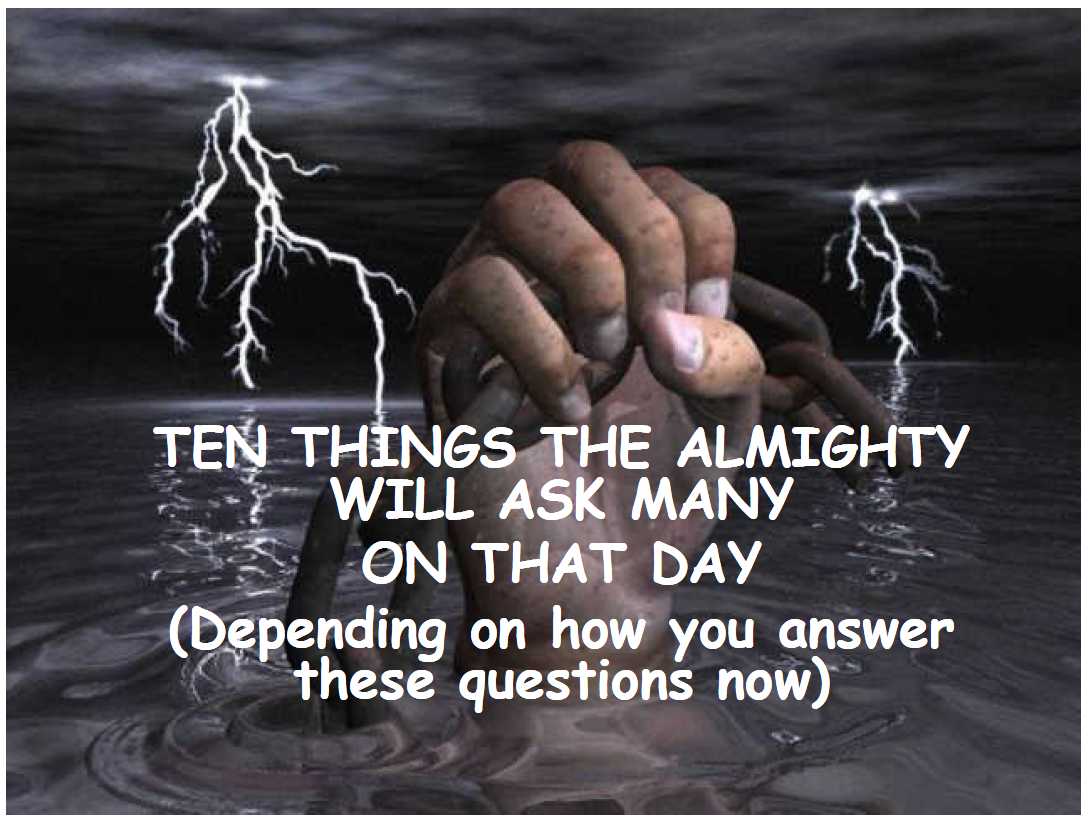 TEN THINGS THE ALMIGHTY
WILL ASK MANY
ON THAT DAY
(Depending on how you answer
these questions now)